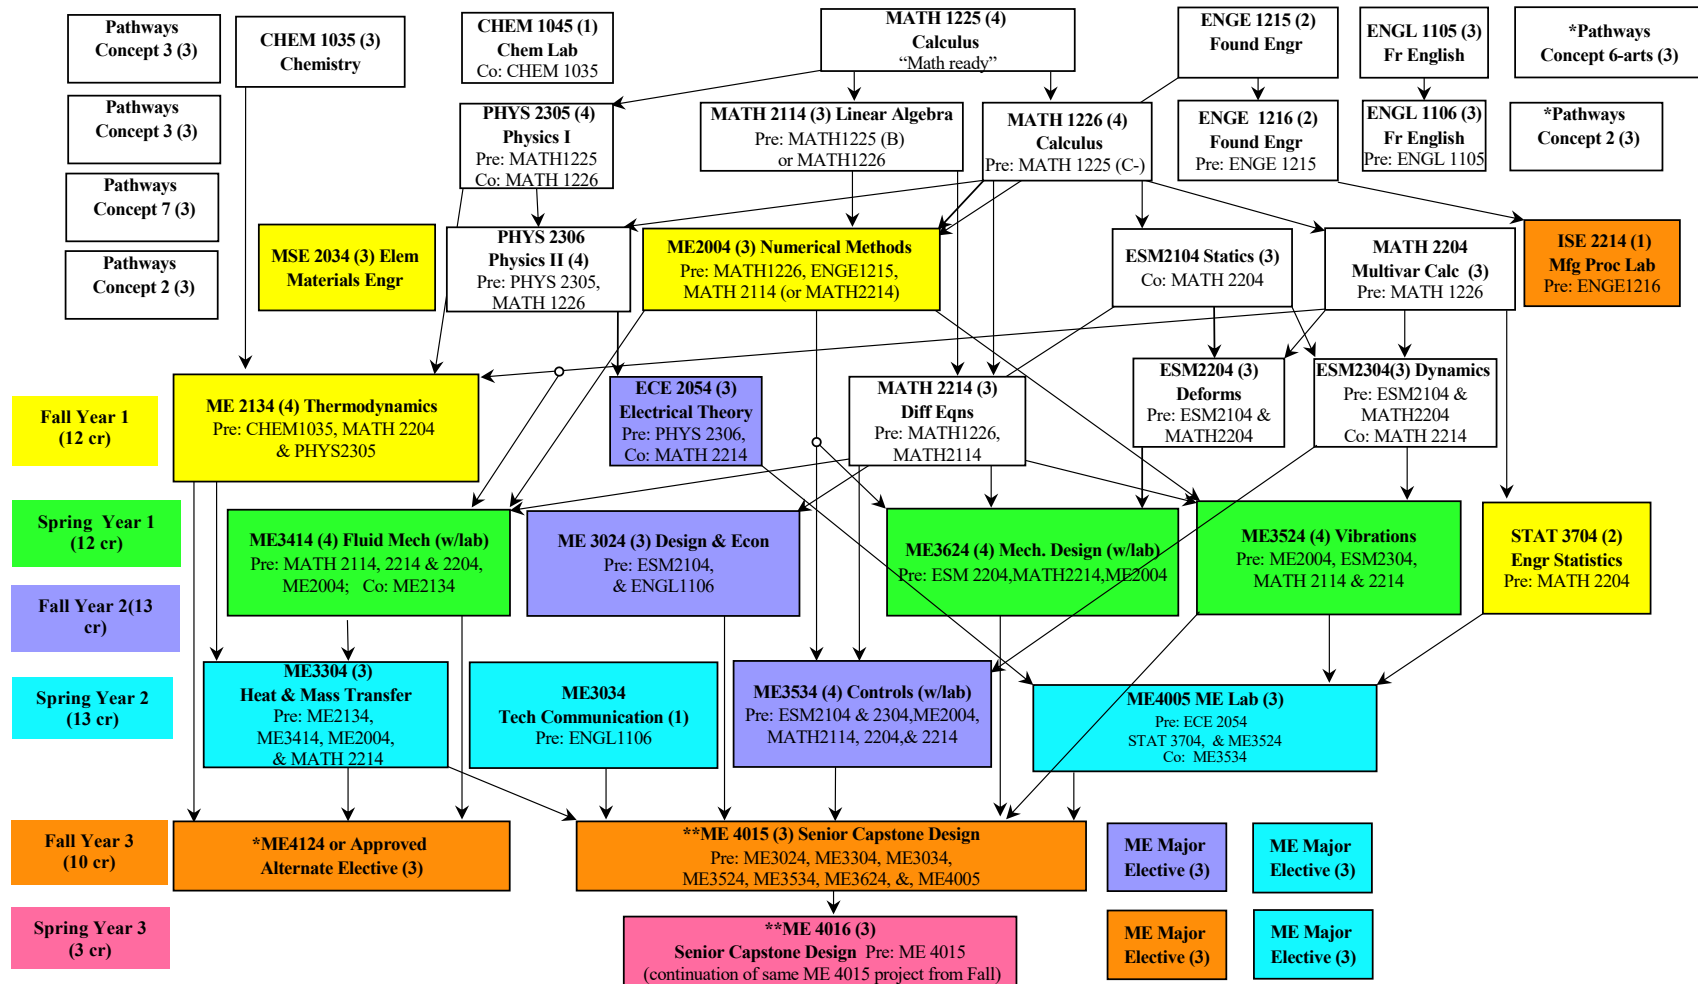 Pathways
Concept 3 (3)
CHEM 1035 (3)
Chemistry
CHEM 1045 (1)
Chem Lab
Co: CHEM 1035
MATH 1225 (4)
Calculus
“Math ready”
ENGE 1215 (2)
Found Engr
ENGL 1105 (3)
Fr English
*Pathways
Concept 6-arts (3)
Pathways
Concept 3 (3)
PHYS 2305 (4)
Physics I
Pre: MATH1225
Co: MATH 1226
MATH 2114 (3) Linear Algebra
Pre: MATH1225 (B)
or MATH1226
MATH 1226 (4)
Calculus
Pre: MATH 1225 (C-)
ENGE 1216 (2)
Found Engr
Pre: ENGE 1215
ENGL 1106 (3)
Fr English
Pre: ENGL 1105
*Pathways
Concept 2 (3)
Pathways
Concept 7 (3)
Pathways
Concept 2 (3)
MSE 2034 (3) Elem
Materials Engr
PHYS 2306
Physics II (4)
Pre: PHYS 2305,
MATH 1226
ME2004 (3) Numerical Methods
Pre: MATH1226, ENGE1215,
MATH 2114 (or MATH2214)
ESM2104 Statics (3)
Co: MATH 2204
MATH 2204
Multivar Calc (3)
Pre: MATH 1226
ISE 2214 (1)
Mfg Proc Lab
Pre: ENGE1216
Fall Year 1
(12 cr)
ME 2134 (4) Thermodynamics
Pre: CHEM1035, MATH 2204
& PHYS2305
ECE 2054 (3)
Electrical Theory
Pre: PHYS 2306,
Co: MATH 2214
MATH 2214 (3)
Diff Eqns
Pre: MATH1226,
MATH2114
ESM2204 (3)
Deforms
Pre: ESM2104 &
MATH2204
ESM2304(3) Dynamics
Pre: ESM2104 &
MATH2204
Co: MATH 2214
Spring Year 1
(12 cr)
ME3414 (4) Fluid Mech (w/lab)
Pre: MATH 2114, 2214 & 2204,
ME2004; Co: ME2134
ME 3024 (3) Design & Econ
Pre: ESM2104,
& ENGL1106
ME3624 (4) Mech. Design (w/lab)
Pre: ESM 2204,MATH2214,ME2004
ME3524 (4) Vibrations
Pre: ME2004, ESM2304,
MATH 2114 & 2214
STAT 3704 (2)
Engr Statistics
Pre: MATH 2204
Fall Year 2(13
cr)
Spring Year 2
(13 cr)
ME3304 (3)
Heat & Mass Transfer
Pre: ME2134,
ME3414, ME2004,
& MATH 2214
ME3034
Tech Communication (1)
Pre: ENGL1106
ME3534 (4) Controls (w/lab)
Pre: ESM2104 & 2304,ME2004,
MATH2114, 2204,& 2214
ME4005 ME Lab (3)
Pre: ECE 2054
STAT 3704, & ME3524
Co: ME3534
Fall Year 3
(10 cr)
*ME4124 or Approved
Alternate Elective (3)
**ME 4015 (3) Senior Capstone Design
Pre: ME3024, ME3304, ME3034,
ME3524, ME3534, ME3624, &, ME4005
ME Major
Elective (3)
ME Major
Elective (3)
Spring Year 3
(3 cr)
**ME 4016 (3)
Senior Capstone Design Pre: ME 4015
(continuation of same ME 4015 project from Fall)
ME Major
Elective (3)
ME Major
Elective (3)